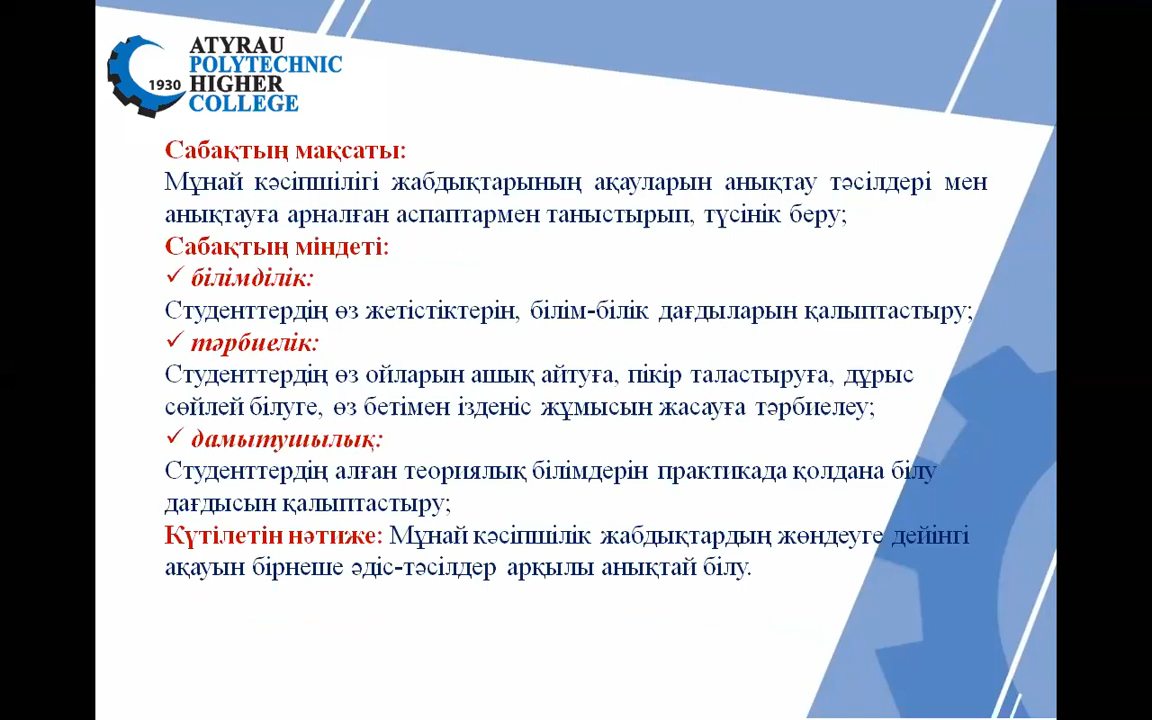 ATYRAU
POLYTECHNIC
1930 HIGHER
COLLEGE
Сабақтың мақсаты:
Мұнай кәсіпшілігі жабдықтарының ақауларын анықтау тәсілдері мен
анықтауға арналған аспаптармен таныстырып, түсінік беру;
Сабақтың міндеті:
✓ білімділік:
Студенттердің өз жетістіктерін, білім-білік дағдыларын қалыптастыру;
✓ тәрбиелік:
Студенттердің өз ойларын ашық айтуға, пікір таластыруға, дұрыс
сөйлей білуге, өз бетімен ізденіс жұмысын жасауға тәрбиелеу;
✓ дамытушылық:
Студенттердің алған теориялық білімдерін практикада қолдана білу
дағдысын қалыптастыру;
Күтілетін нәтиже: Мұнай кәсіпшілік жабдықтардың жөндеуге дейінгі
ақауын бірнеше әдіс-тәсілдер арқылы анықтай білу.